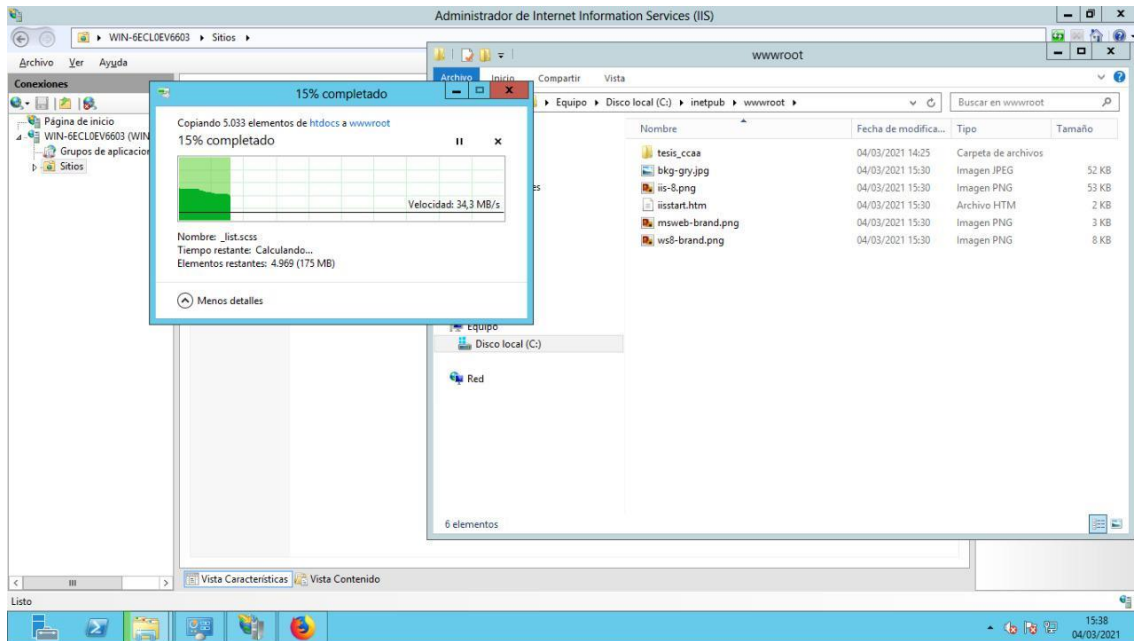 Administrador de Internet Information Services (IIS)
WIN-6ECL0EV6603 Sitios
Archivo Ver Ayuda
Conexiones
Página de inicio
WIN-6ECL0EV6603 (WIN
Grupos de aplicacion
Sitios
15% completado
Copiando 5.033 elementos de htdocs a wwwroot
15% completado
Velocidad: 34,3 MB/s
Nombre: _list.scss
Tiempo restante: Calculando...
Elementos restantes: 4.969 (175 MB)
Menos detalles
wwwroot
Archivo Inicio Compartir Vista
Equipo Disco local (C:) inetpub wwwroot
Buscar en wwwroot
Nombre Fecha de modifica... Tipo Tamaño
tesis_ccaa 04/03/2021 14:25 Carpeta de archivos
bkg-gry.jpg 04/03/2021 15:30 Imagen JPEG 52 KB
iis-8.png 04/03/2021 15:30 Imagen PNG 53 KB
iisstart.htm 04/03/2021 15:30 Archivo HTM 2 KB
msweb-brand.png 04/03/2021 15:30 Imagen PNG 3 KB
ws8-brand.png 04/03/2021 15:30 Imagen PNG 8 KB
es
Equipo
Disco local (C:)
Red
6 elementos
Vista Características Vista Contenido
Listo
15:38
04/03/2021